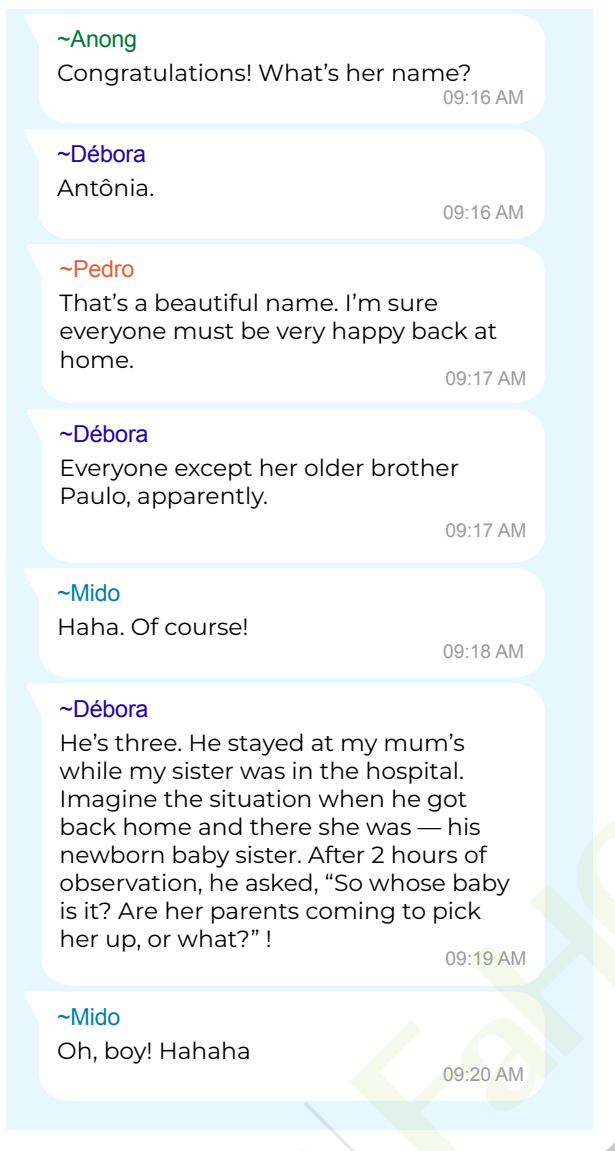 ~Anong
Congratulations! What’s her name?
09:16 AM
~Débora
Antônia.
09:16 AM
~Pedro
That’s a beautiful name. I’m sure
everyone must be very happy back at
home.
09:17 AM
~Débora
Everyone except her older brother
Paulo, apparently.
09:17 AM
~Mido
Haha. Of course!
09:18 AM
~Débora
He’s three. He stayed at my mum’s
while my sister was in the hospital.
Imagine the situation when he got
back home and there she was — his
newborn baby sister. After 2 hours of
observation, he asked, “So whose baby
is it? Are her parents coming to pick
her up, or what?” !
09:19 AM
~Mido
Oh, boy! Hahaha
09:20 AM